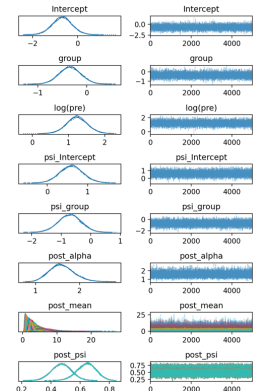 Intercept Intercept
0.0
−2.5
−2 0 0 2000 4000
group group
0
−1
−1 0 0 2000 4000
log(pre) log(pre)
2
0
0 1 2 0 2000 4000
psi_Intercept psi_Intercept
1
0
0 1 0 2000 4000
psi_group psi_group
0
−2
−2 −1 0 1 0 2000 4000
post_alpha post_alpha
2
1
1 2 0 2000 4000
post_mean post_mean
25
0
0 10 20 0 2000 4000
post_psi post_psi
0.75
0.50
0.25
0.2 0.4 0.6 0.8 0 2000 4000